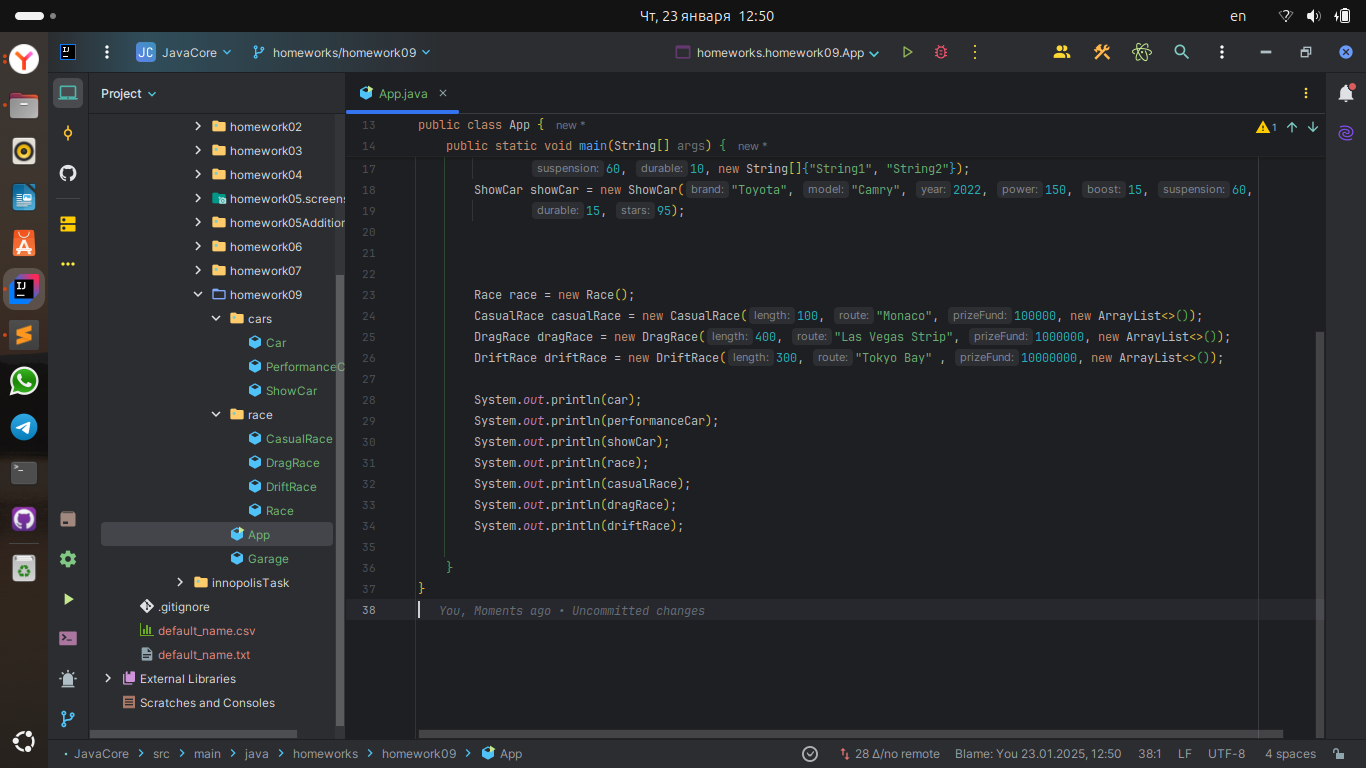 Чт, 23 января 12:50
en
JC JavaCore
homeworks/homework09
homeworks.homework09.App
Project
App.java
homework02
homework03
homework04
homework05.screens
homework05Addition
homework06
homework07
homework09
cars
Car
PerformanceC
ShowCar
race
CasualRace
DragRace
DriftRace
Race
App
Garage
innopolisTask
.gitignore
default_name.csv
default_name.txt
External Libraries
Scratches and Consoles
1
13 public class App { new *
14 public static void main(String[] args) { new *
17 suspension: 60, durable: 10, new String[]{"String1", "String2"});
18 ShowCar showCar = new ShowCar( brand: "Toyota", model: "Camry", year: 2022, power: 150, boost: 15, suspension: 60,
19 durable: 15, stars: 95);
20
21
22
23 Race race = new Race();
24 CasualRace casualRace = new CasualRace( length: 100, route: "Monaco", prizeFund: 100000, new ArrayList<>());
25 DragRace dragRace = new DragRace( length: 400, route: "Las Vegas Strip", prizeFund: 1000000, new ArrayList<>());
26 DriftRace driftRace = new DriftRace( length: 300, route: "Tokyo Bay" , prizeFund: 10000000, new ArrayList<>());
27
28 System.out.println(car);
29 System.out.println(performanceCar);
30 System.out.println(showCar);
31 System.out.println(race);
32 System.out.println(casualRace);
33 System.out.println(dragRace);
34 System.out.println(driftRace);
35
36 }
37 }
38 You, Moments ago • Uncommitted changes
JavaCore > src > main > java > homeworks > homework09 > App
28 Δ/no remote
Blame: You 23.01.2025, 12:50
38:1
LF
UTF-8
4 spaces